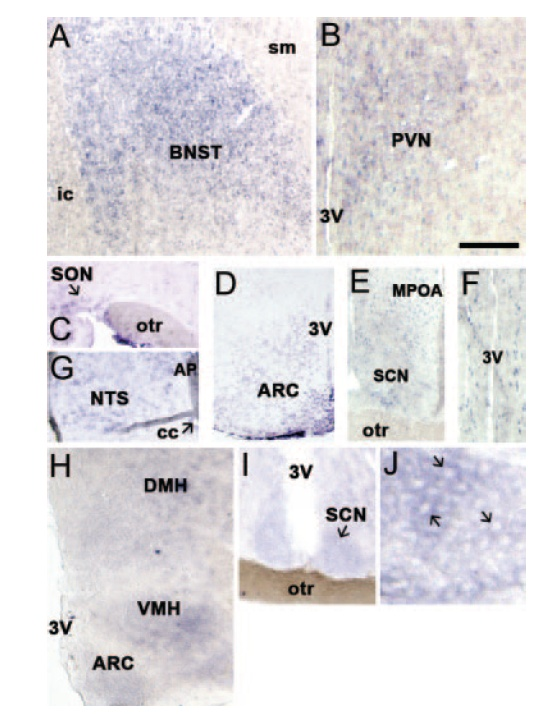 A
sm
BNST
ic
B
PVN
3V
SON
C
otr
D
3V
ARC
E
MPOA
SCN
otr
F
3V
G
AP
NTS
cc
H
DMH
VMH
3V
ARC
I
3V
SCN
otr
J